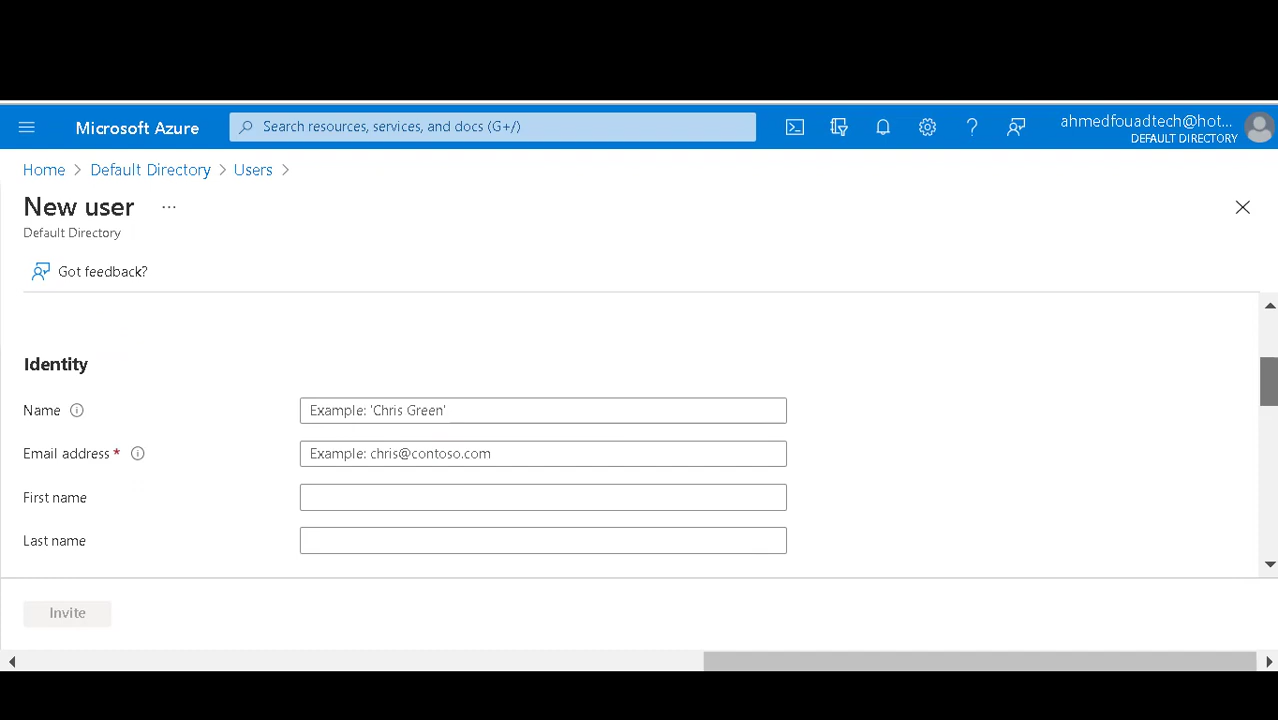 Microsoft Azure
Search resources, services, and docs (G+/)
ahmedfouadtech@hot...
DEFAULT DIRECTORY
Home > Default Directory > Users >
New user ...
Default Directory
Got feedback?
Identity
Name
Example: 'Chris Green'
Email address *
Example: chris@contoso.com
First name
Last name
Invite